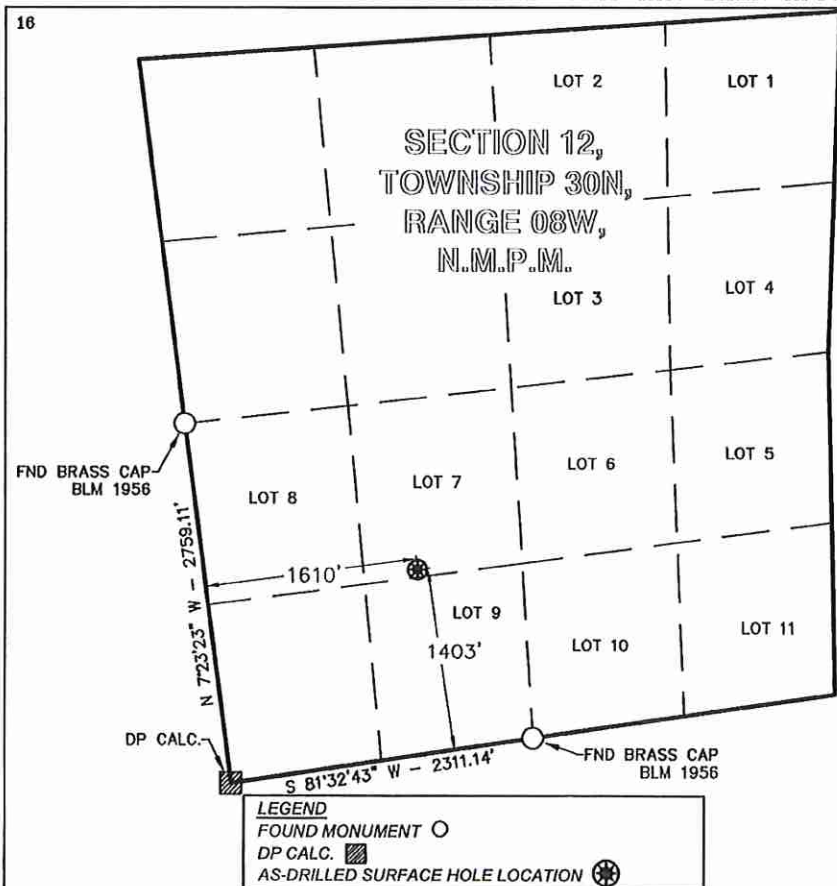 16
LOT 2
LOT 1
SECTION 12,
TOWNSHIP 30N,
RANGE 08W,
N.M.P.M.
LOT 3
LOT 4
FND BRASS CAP
BLM 1956
LOT 8
LOT 7
LOT 6
LOT 5
1610'
N 7°23'23" W - 2759.11'
LOT 9
1403'
LOT 10
LOT 11
DP CALC.
S 81°32'43" W - 2311.14'
FND BRASS CAP
BLM 1956
LEGEND
FOUND MONUMENT
DP CALC.
AS-DRILLED SURFACE HOLE LOCATION